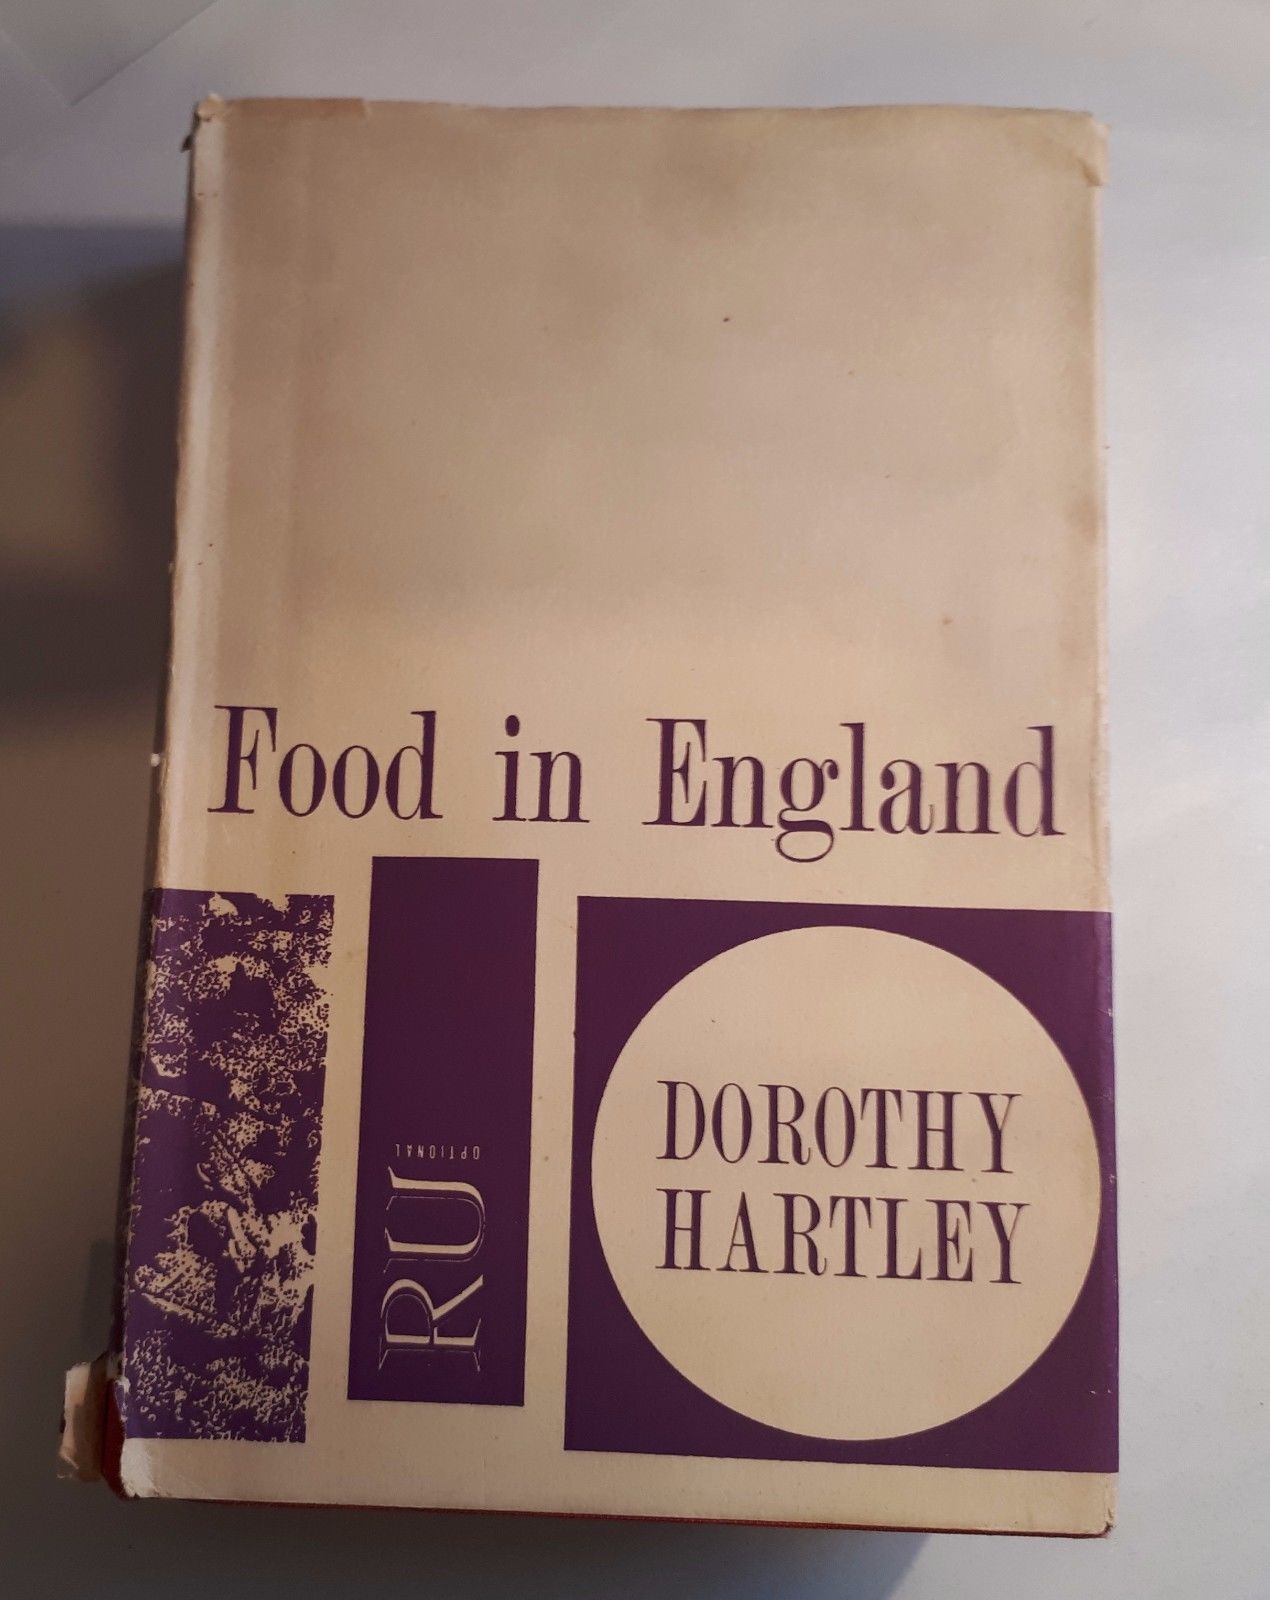 Food in England
RU
OPTIONAL
DOROTHY
HARTLEY